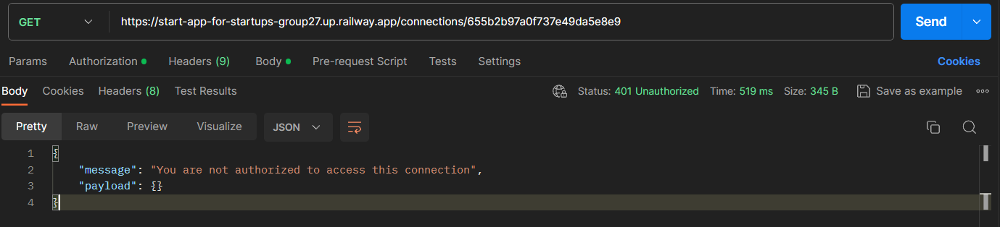 GET https://start-app-for-startups-group27.up.railway.app/connections/655b2b97a0f737e49da5e8e9 Send
Params Authorization Headers (9) Body Pre-request Script Tests Settings Cookies
Body Cookies Headers (8) Test Results Status: 401 Unauthorized Time: 519 ms Size: 345 B Save as example
Pretty Raw Preview Visualize JSON
1 {
2 "message": "You are not authorized to access this connection",
3 "payload": {}
4 }